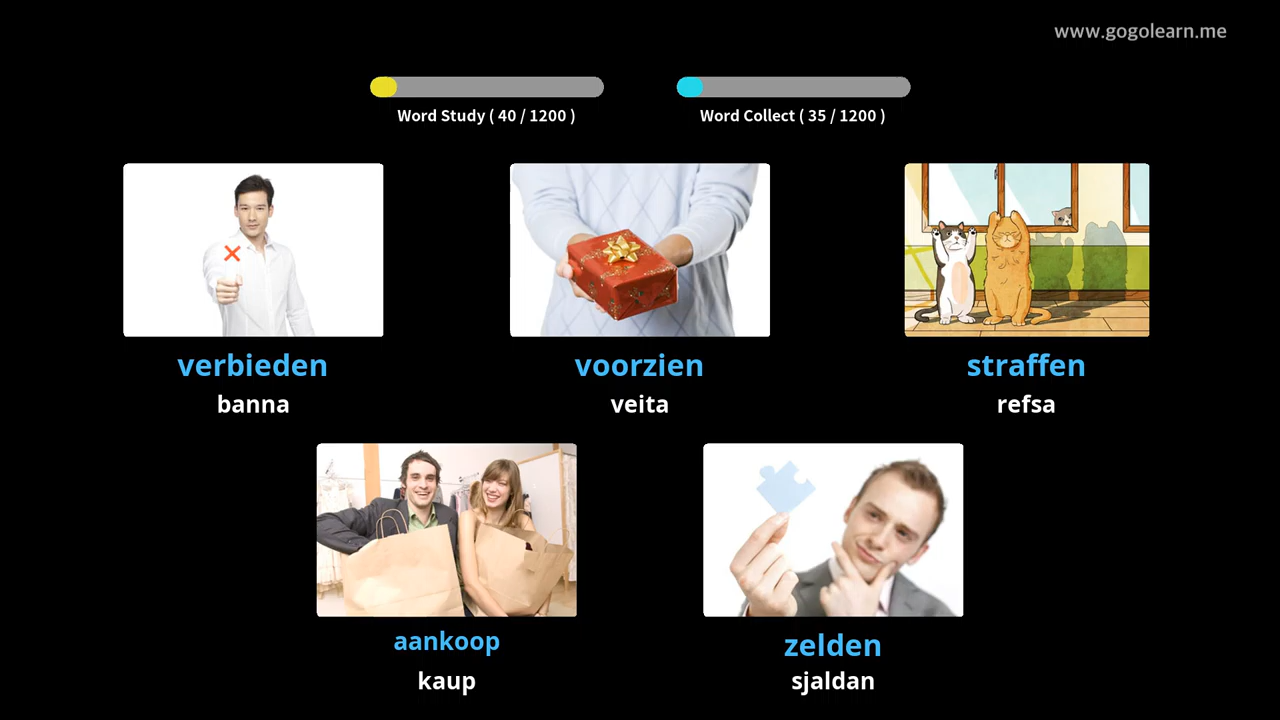 www.gogolearn.me
Word Study ( 40 / 1200 )
Word Collect ( 35 / 1200 )
verbieden
banna
voorzien
veita
straffen
refsa
aankoop
kaup
zelden
sjaldan